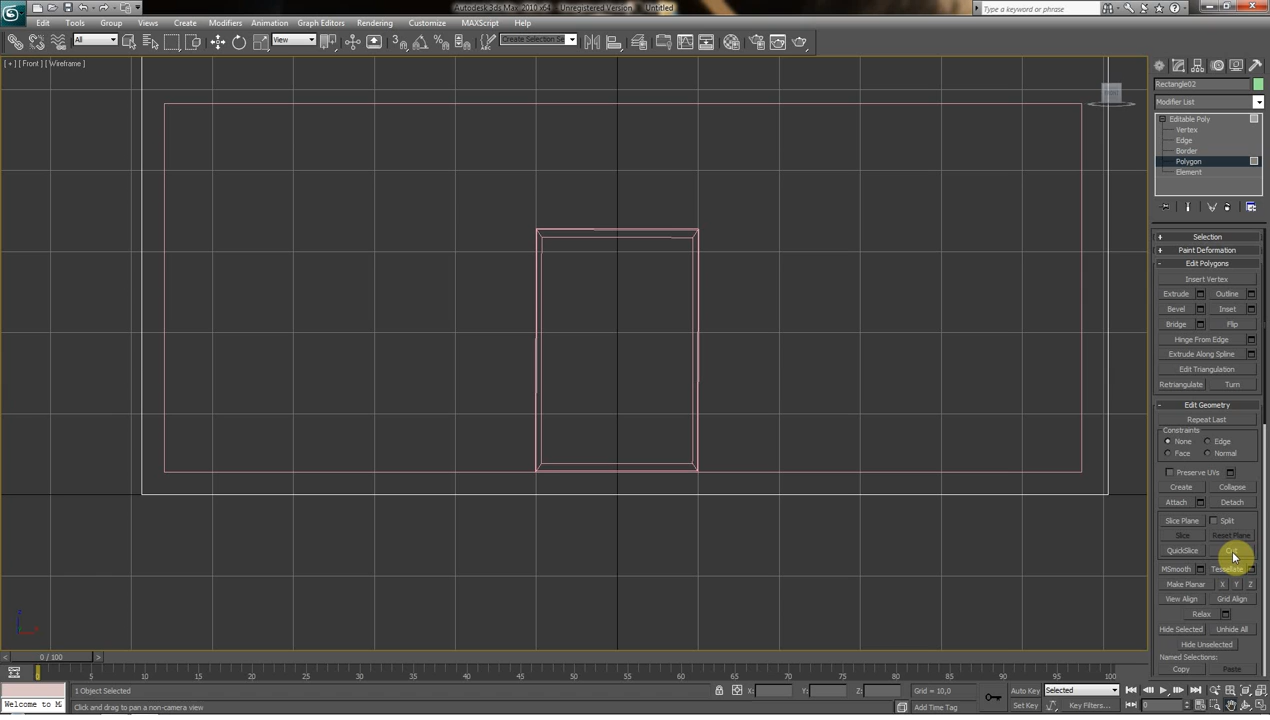 Autodesk 3ds Max 2010 x64 - Unregistered Version - Untitled
Type a keyword or phrase
Edit Tools Group Views Create Modifiers Animation Graph Editors Rendering Customize MAXScript Help
All View Create Selection Se
[ + ] [ Front ] [ Wireframe ]
Rectangle02
Modifier List
Editable Poly
Vertex
Edge
Border
Polygon
Element
+ Selection
+ Paint Deformation
- Edit Polygons
Insert Vertex
Extrude Outline
Bevel Inset
Bridge Flip
Hinge From Edge
Extrude Along Spline
Edit Triangulation
Retriangulate Turn
- Edit Geometry
Repeat Last
Constraints
None Edge
Face Normal
Preserve UVs
Create Collapse
Attach Detach
Slice Plane Split
Slice Reset Plane
QuickSlice Cut
MSmooth Tessellate
Make Planar X Y Z
View Align Grid Align
Relax
Hide Selected Unhide All
Hide Unselected
Named Selections:
Copy Paste
< 0 / 100 >
0 5 10 15 20 25 30 35 40 45 50 55 60 65 70 75 80 85 90 95 100
1 Object Selected X: Y: Z: Grid = 10,0 Auto Key Selected
Welcome to M Click and drag to pan a non-camera view Add Time Tag Set Key Key Filters... 0